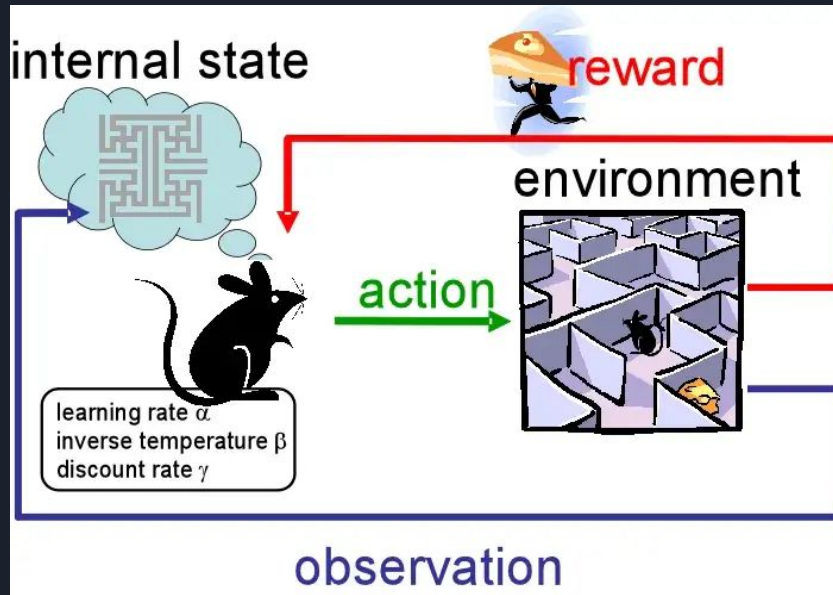 internal state
reward
environment
action
learning rate α
inverse temperature β
discount rate γ
observation